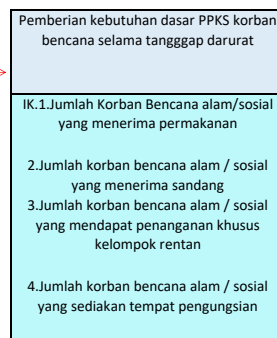 Pemberian kebutuhan dasar PPKS korban
bencana selama tangggap darurat
IK.1.Jumlah Korban Bencana alam/sosial
yang menerima permakanan
2.Jumlah korban bencana alam / sosial
yang menerima sandang
3.Jumlah korban bencana alam / sosial
yang mendapat penanganan khusus
kelompok rentan
4.Jumlah korban bencana alam / sosial
yang sediakan tempat pengungsian